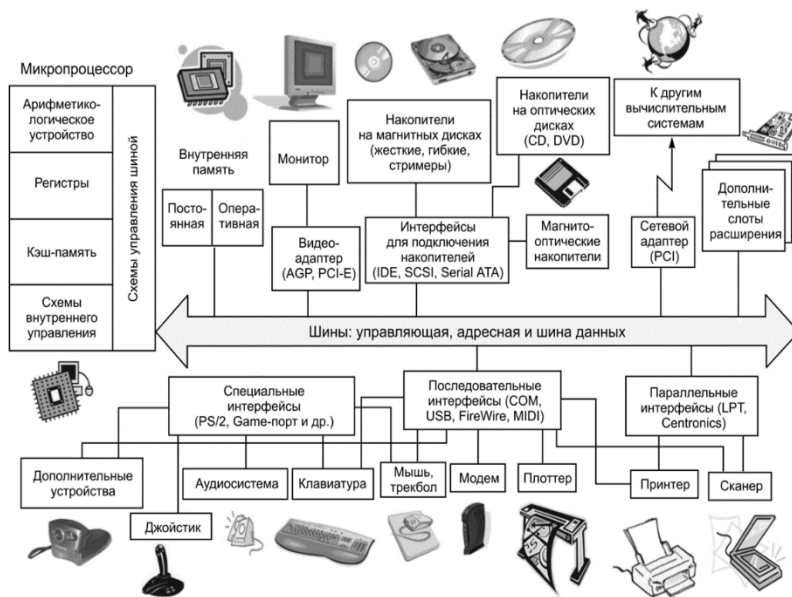 Микропроцессор
Арифметико-
логическое
устройство
Регистры
Кэш-память
Схемы
внутреннего
управления
Схемы управления шиной
Внутренняя
память
Посто-
янная
Опера-
тивная
Монитор
Видео-
адаптер
(AGP, PCI-E)
Накопители
на магнитных дисках
(жесткие, гибкие,
стримеры)
Накопители
на оптических
дисках
(CD, DVD)
Интерфейсы
для подключения
накопителей
(IDE, SCSI, Serial ATA)
Магнито-
оптические
накопители
К другим
вычислительным
системам
Сетевой
адаптер
(PCI)
Дополни-
тельные
слоты
расширения
Шины: управляющая, адресная и шина данных
Специальные
интерфейсы
(PS/2, Game-порт и др.)
Последовательные
интерфейсы (COM,
USB, FireWire, MIDI)
Параллельные
интерфейсы (LPT,
Centronics)
Дополнительные
устройства
Джойстик
Аудиосистема
Клавиатура
Мышь,
трекбол
Модем
Плоттер
Принтер
Сканер